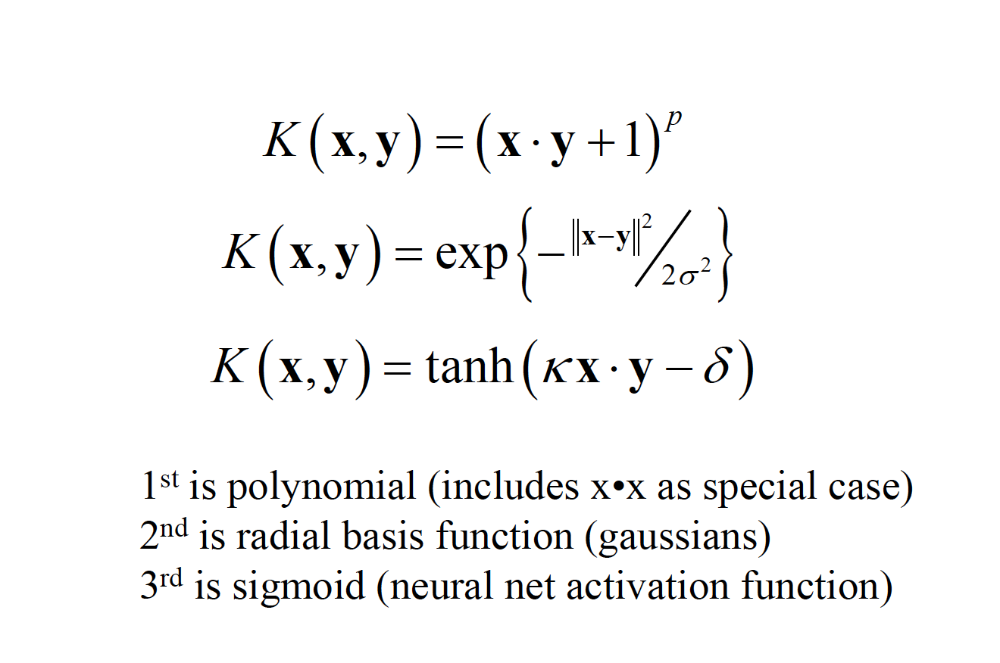 K(x, y) = (x · y + 1)^p
K(x, y) = exp{−‖x−y‖²/2σ²}
K(x, y) = tanh(κx · y − δ)
1st is polynomial (includes x•x as special case)
2nd is radial basis function (gaussians)
3rd is sigmoid (neural net activation function)